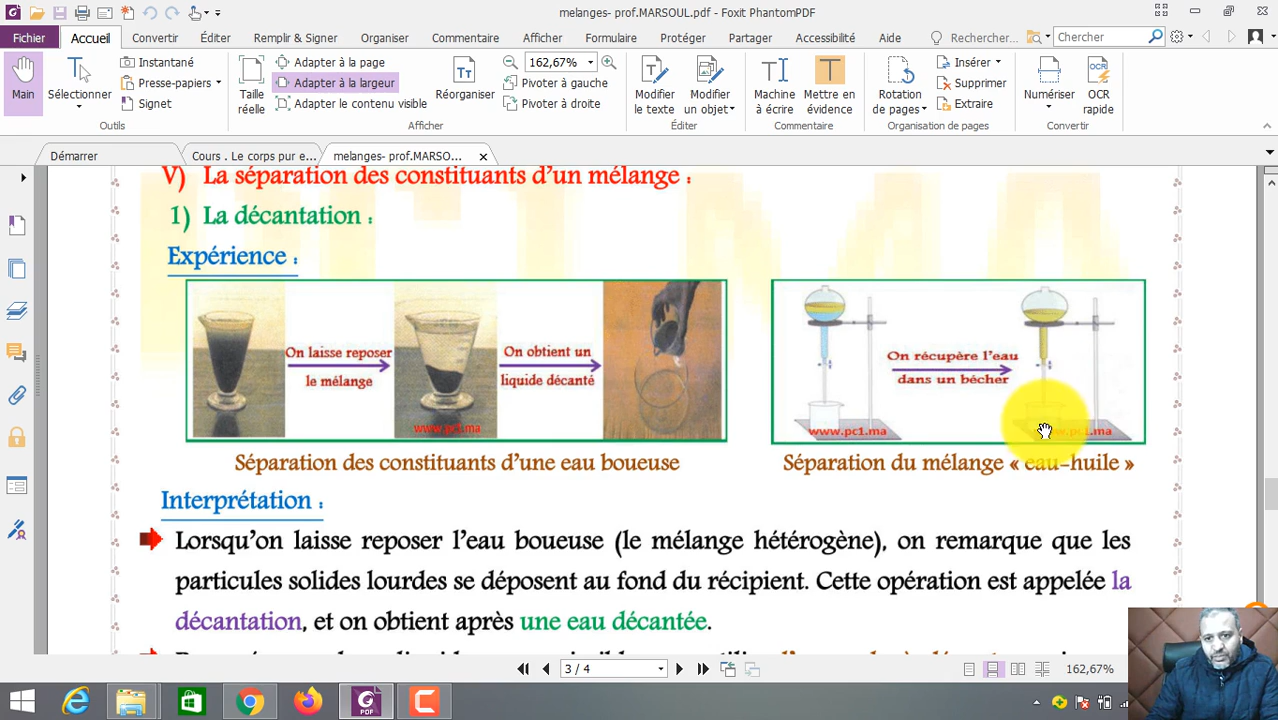 melanges- prof.MARSOUL.pdf - Foxit PhantomPDF
Fichier Accueil Convertir Éditer Remplir & Signer Organiser Commentaire Afficher Formulaire Protéger Partager Accessibilité Aide Rechercher... Chercher
Main
Sélectionner
Instantané
Presse-papiers
Signet
Outils
Taille
réelle
Adapter à la page
Adapter à la largeur
Adapter le contenu visible
Réorganiser
162,67%
Pivoter à gauche
Pivoter à droite
Afficher
Modifier
le texte
Modifier
un objet
Éditer
Machine
à écrire
Mettre en
évidence
Commentaire
Rotation
de pages
Insérer
Supprimer
Extraire
Organisation de pages
Numériser
OCR
rapide
Convertir
Démarrer
Cours . Le corps pur e...
melanges- prof.MARSO...
V) La séparation des constituants d'un mélange :
1) La décantation :
Expérience :
On laisse reposer
le mélange
On obtient un
liquide décanté
www.pc1.ma
On récupère l'eau
dans un bécher
www.pc1.ma
Séparation des constituants d'une eau boueuse
Séparation du mélange « eau-huile »
Interprétation :
Lorsqu'on laisse reposer l'eau boueuse (le mélange hétérogène), on remarque que les
particules solides lourdes se déposent au fond du récipient. Cette opération est appelée la
décantation, et on obtient après une eau décantée.
3 / 4
162,67%
PDF